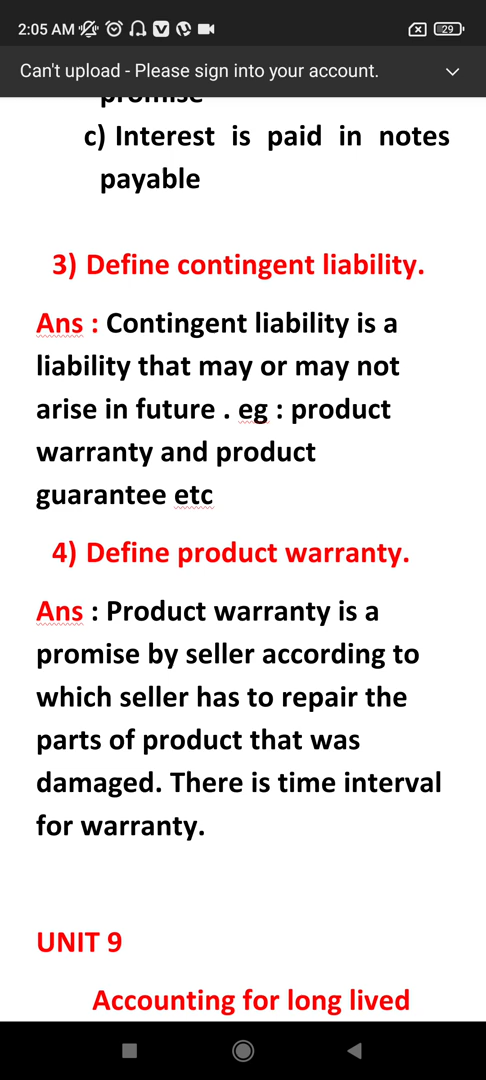 2:05 AM
29
Can't upload - Please sign into your account.
promise
c) Interest is paid in notes
payable
3) Define contingent liability.
Ans : Contingent liability is a
liability that may or may not
arise in future . eg : product
warranty and product
guarantee etc
4) Define product warranty.
Ans : Product warranty is a
promise by seller according to
which seller has to repair the
parts of product that was
damaged. There is time interval
for warranty.
UNIT 9
Accounting for long lived